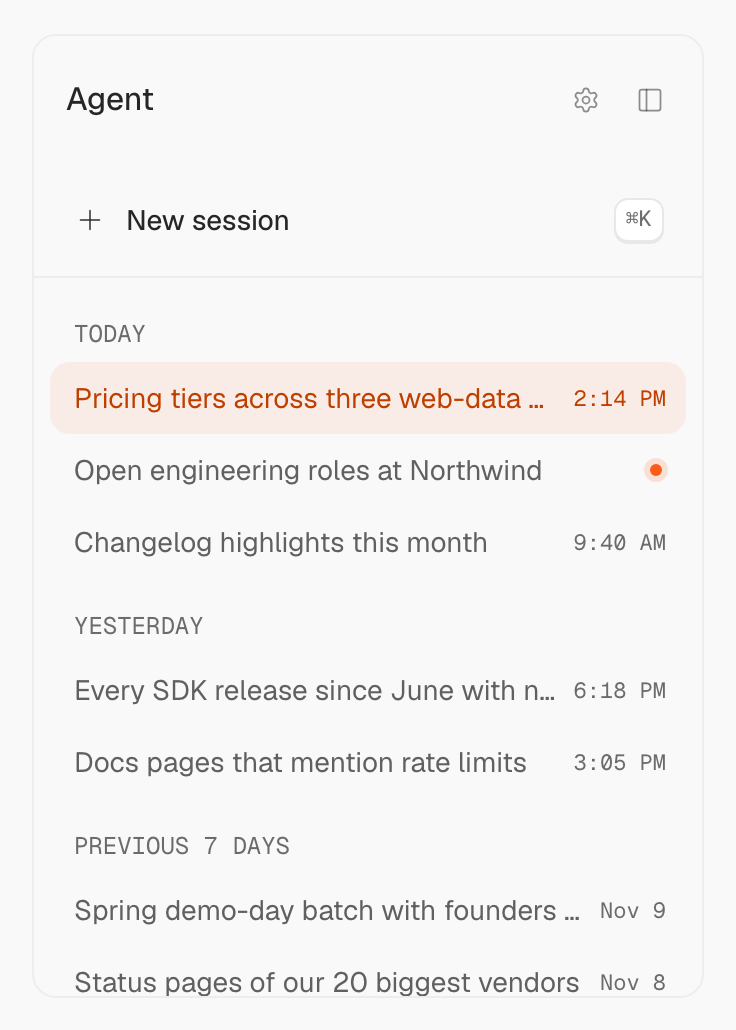 Agent
New session ⌘K
TODAY
Pricing tiers across three web-data … 2:14 PM
Open engineering roles at Northwind
Changelog highlights this month 9:40 AM
YESTERDAY
Every SDK release since June with n… 6:18 PM
Docs pages that mention rate limits 3:05 PM
PREVIOUS 7 DAYS
Spring demo-day batch with founders … Nov 9
Status pages of our 20 biggest vendors Nov 8